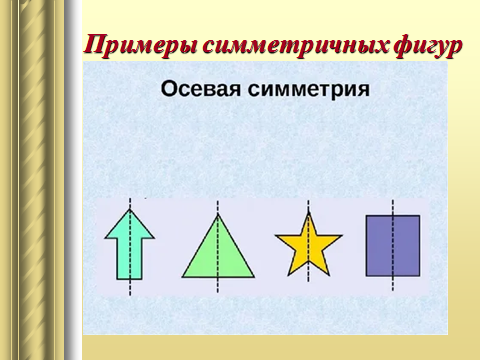 Примеры симметричных фигур
Осевая симметрия